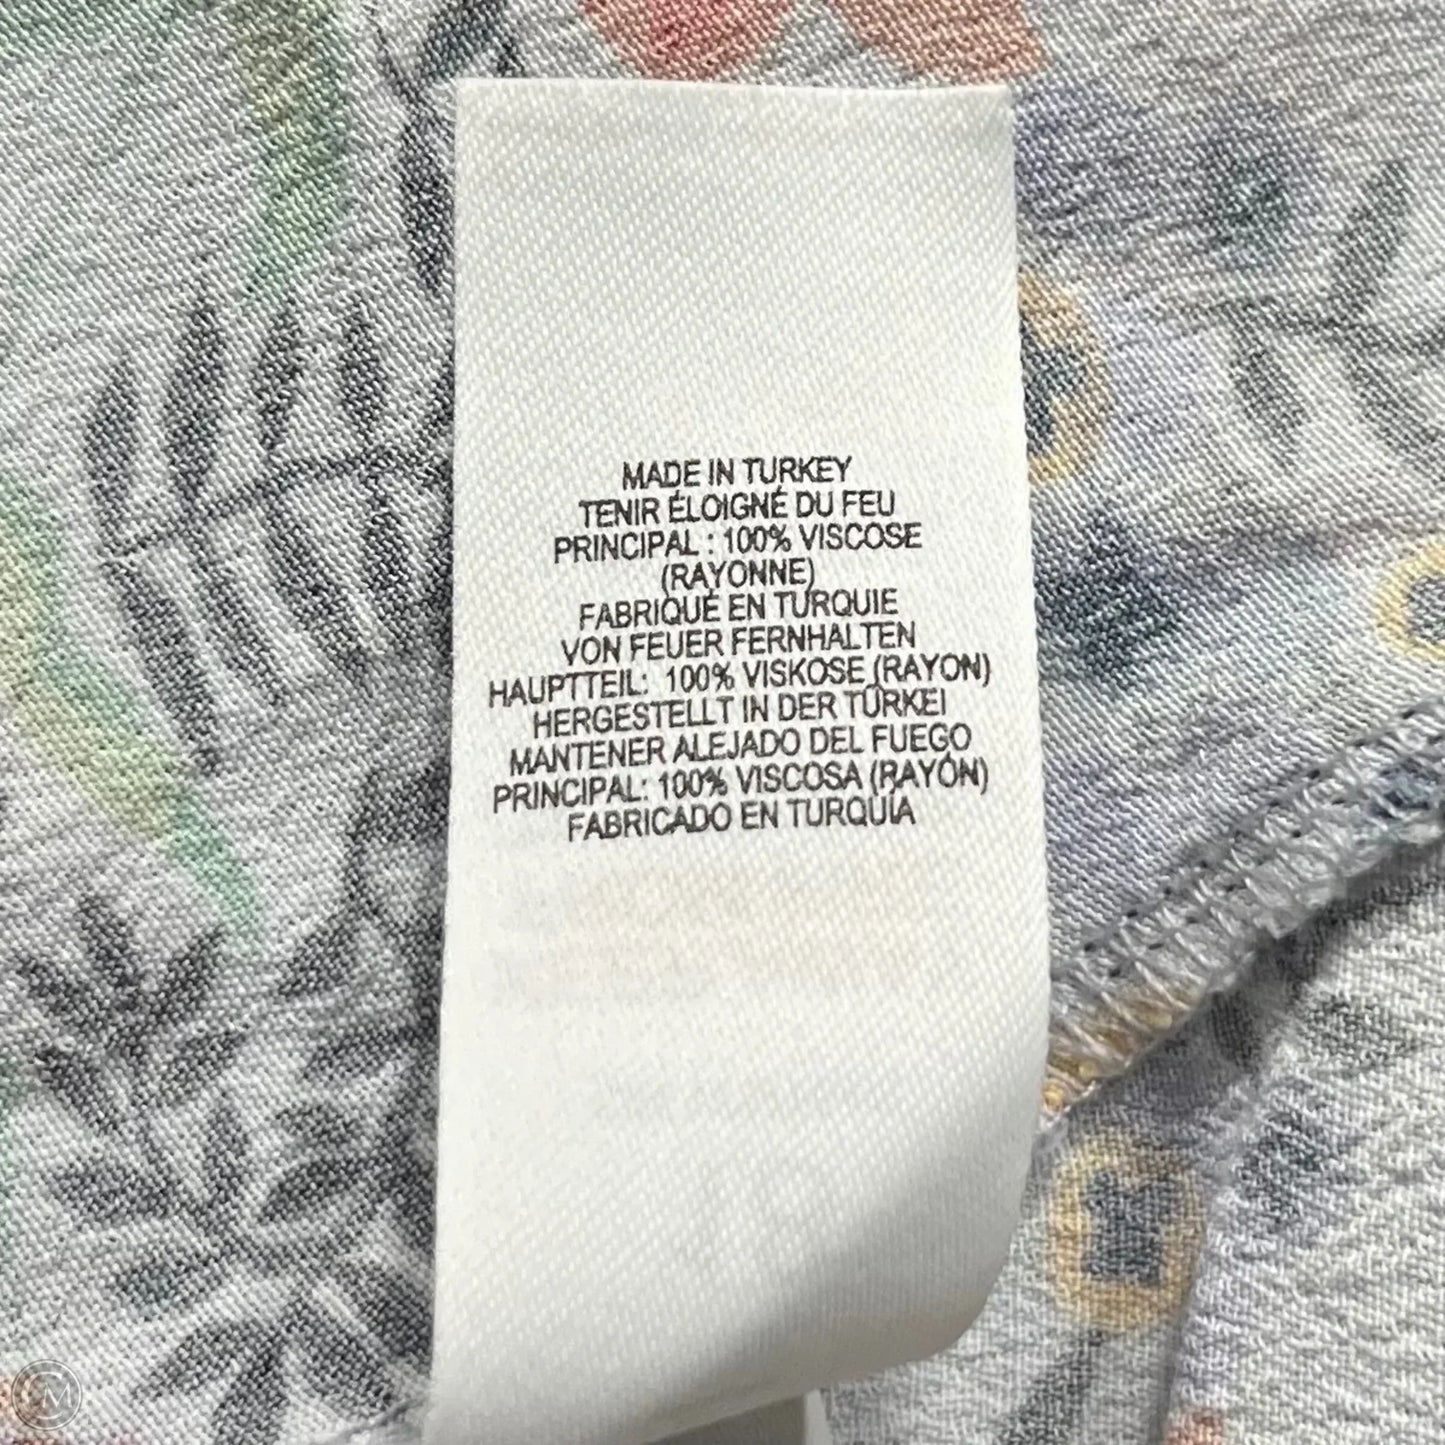 MADE IN TURKEY
TENIR ÉLOIGNÉ DU FEU
PRINCIPAL : 100% VISCOSE
(RAYONNE)
FABRIQUÉ EN TURQUIE
VON FEUER FERNHALTEN
HAUPTTEIL: 100% VISKOSE (RAYON)
HERGESTELLT IN DER TÜRKEI
MANTENER ALEJADO DEL FUEGO
PRINCIPAL: 100% VISCOSA (RAYÓN)
FABRICADO EN TURQUÍA
CM